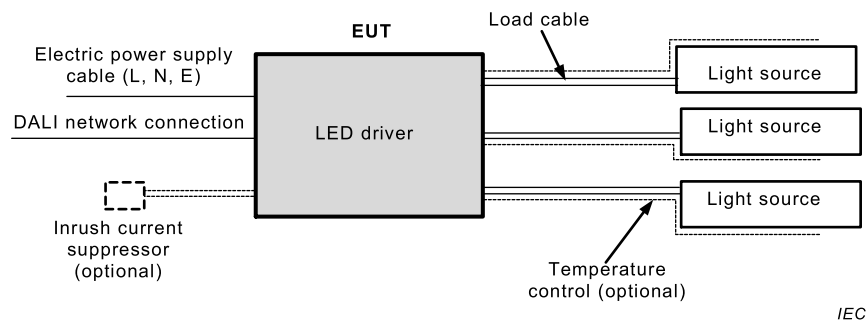 EUT
Load cable
Electric power supply
cable (L, N, E)
Light source
DALI network connection
LED driver
Light source
Light source
Inrush current
suppressor
(optional)
Temperature
control (optional)
IEC